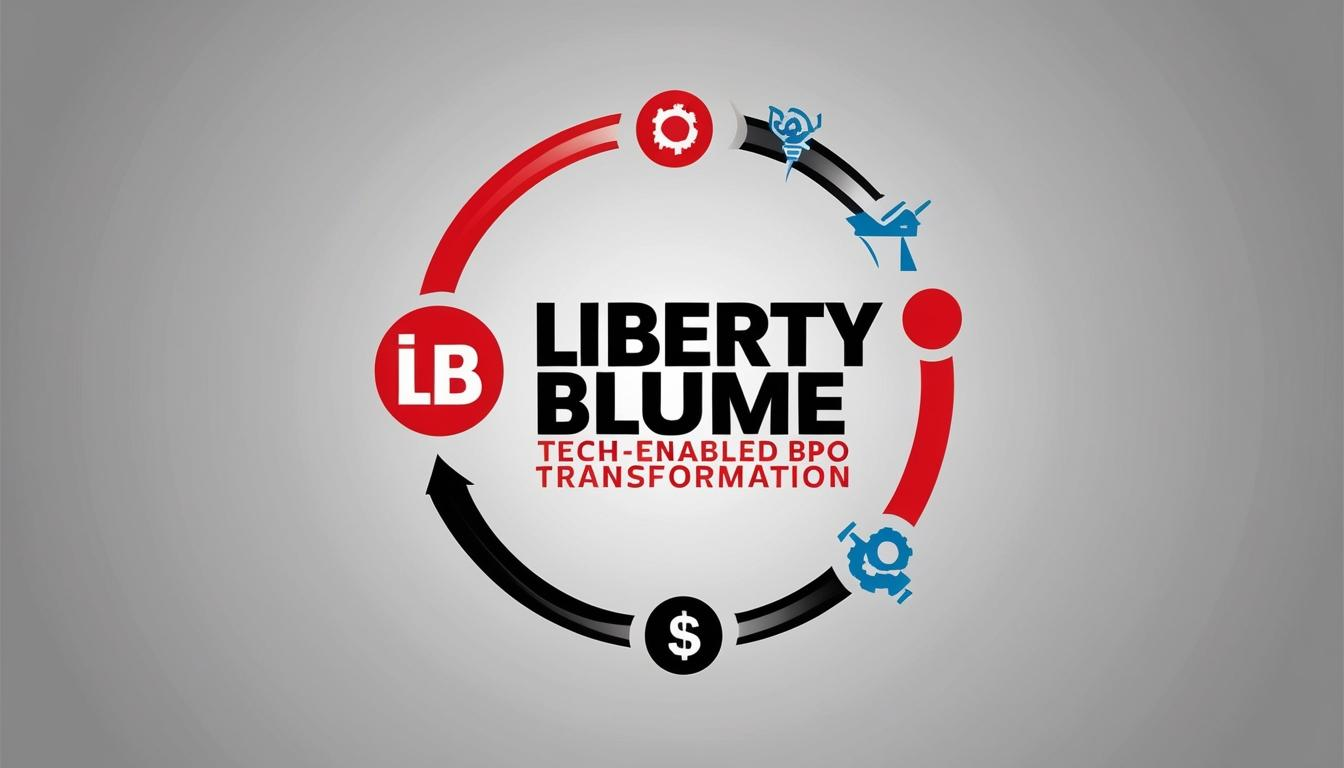 LIBERTY
BLUME
TECH-ENABLED BPO
TRANSFORMATION
LB
$